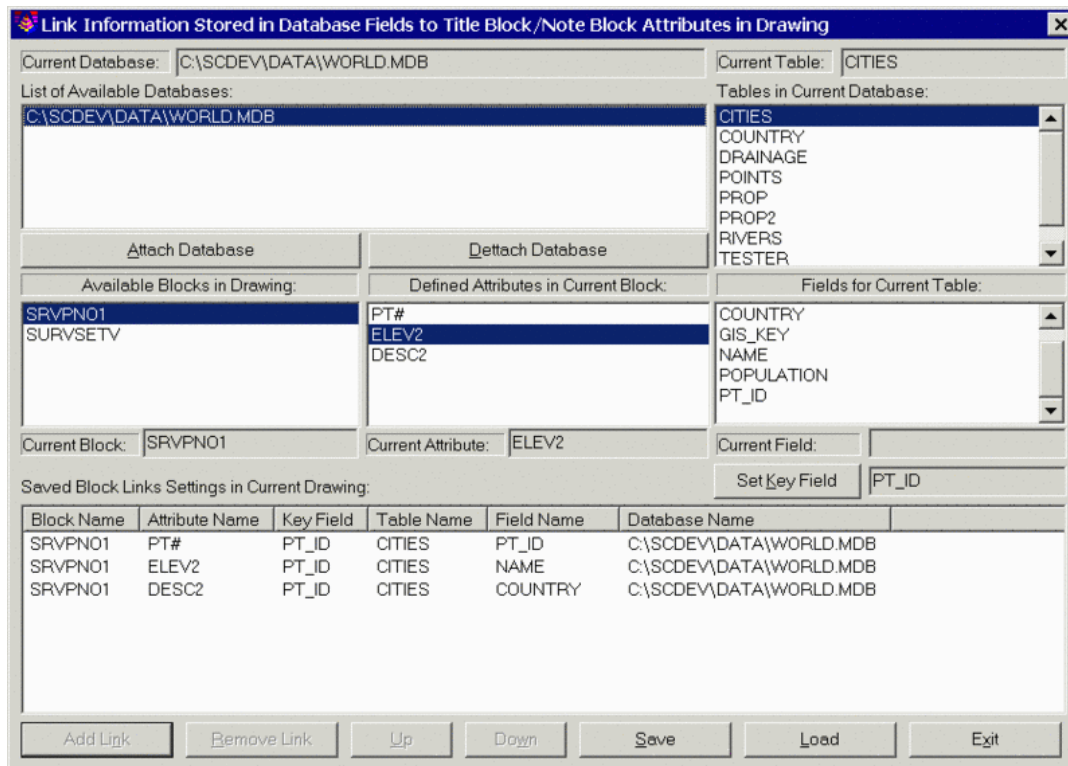 Link Information Stored in Database Fields to Title Block/Note Block Attributes in Drawing
Current Database: C:\SCDEV\DATA\WORLD.MDB Current Table: CITIES
List of Available Databases: Tables in Current Database:
C:\SCDEV\DATA\WORLD.MDB CITIES
COUNTRY
DRAINAGE
POINTS
PROP
PROP2
RIVERS
TESTER
Attach Database Dettach Database
Available Blocks in Drawing: Defined Attributes in Current Block: Fields for Current Table:
SRVPNO1 PT# COUNTRY
SURVSETV ELEV2 GIS_KEY
DESC2 NAME
POPULATION
PT_ID
Current Block: SRVPNO1 Current Attribute: ELEV2 Current Field:
Set Key Field PT_ID
Saved Block Links Settings in Current Drawing:
Block Name Attribute Name Key Field Table Name Field Name Database Name
SRVPNO1 PT# PT_ID CITIES PT_ID C:\SCDEV\DATA\WORLD.MDB
SRVPNO1 ELEV2 PT_ID CITIES NAME C:\SCDEV\DATA\WORLD.MDB
SRVPNO1 DESC2 PT_ID CITIES COUNTRY C:\SCDEV\DATA\WORLD.MDB
Add Link Remove Link Up Down Save Load Exit